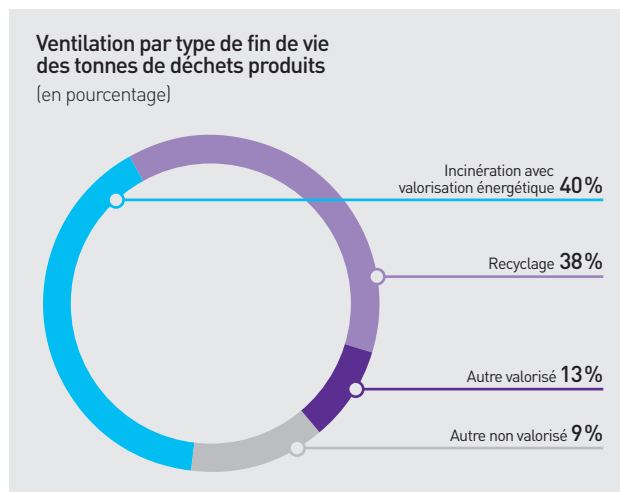 Ventilation par type de fin de vie
des tonnes de déchets produits
(en pourcentage)
Incinération avec
valorisation énergétique 40 %
Recyclage 38 %
Autre valorisé 13 %
Autre non valorisé 9 %